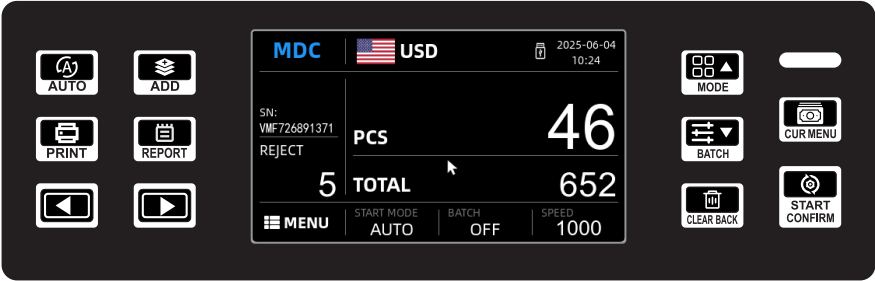 AUTO
ADD
PRINT
REPORT
MDC
USD
2025-06-04
10:24
SN:
VMF726891371
REJECT
5
PCS
46
TOTAL
652
MENU
START MODE
AUTO
BATCH
OFF
SPEED
1000
MODE
BATCH
CLEAR BACK
CUR MENU
START
CONFIRM